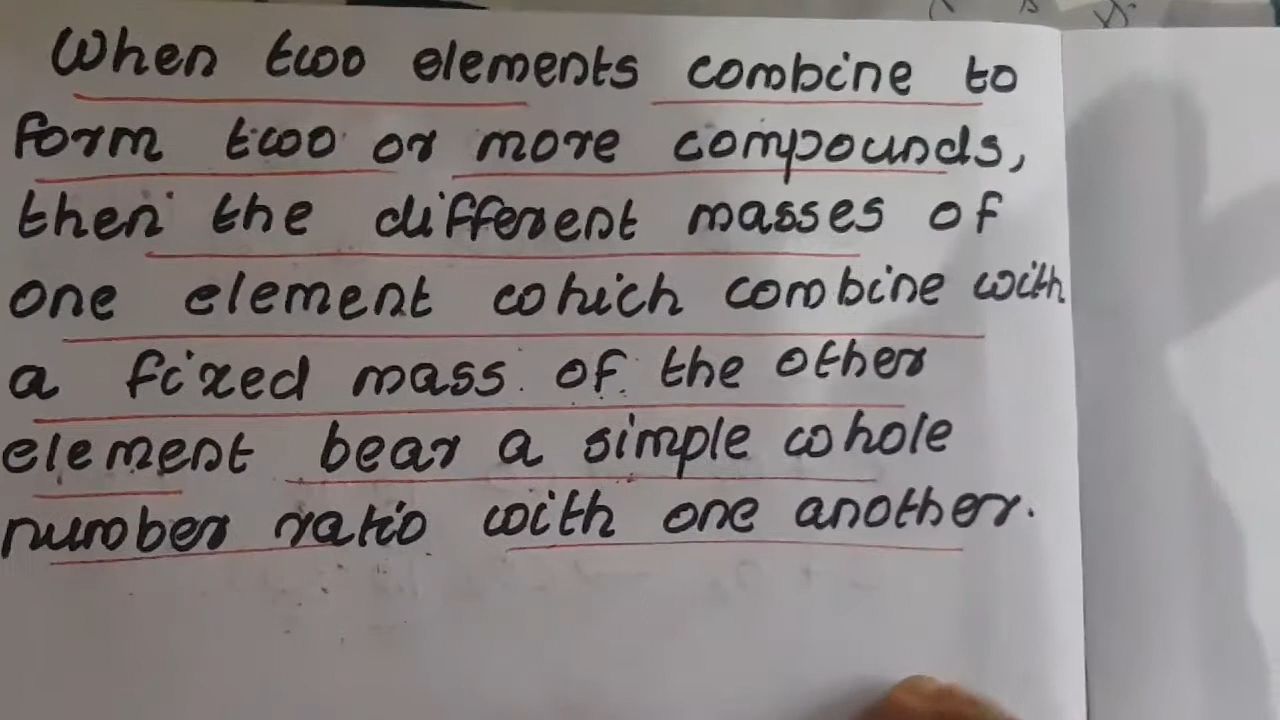 When two elements combine to
form two or more compounds,
then the different masses of
one element which combine with
a fixed mass of the other
element bear a simple whole
number ratio with one another.